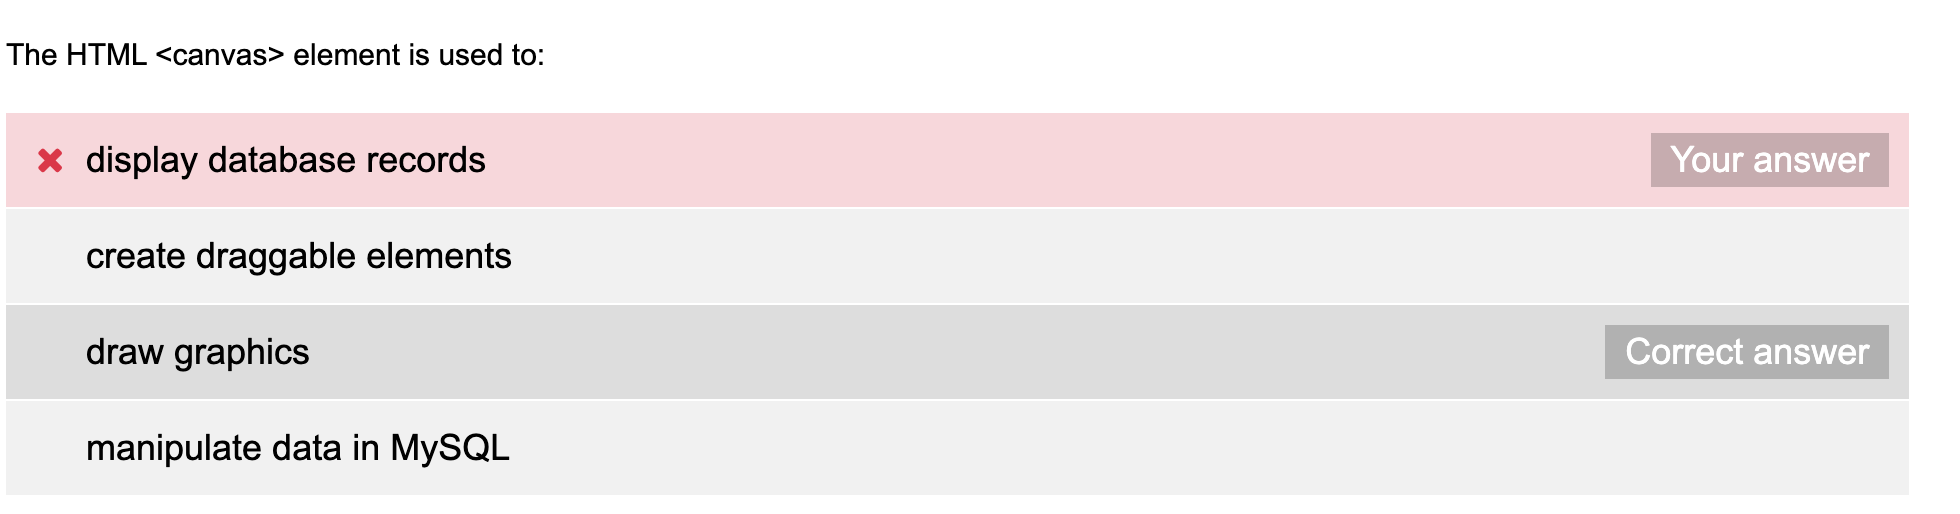 The HTML <canvas> element is used to:
display database records Your answer
create draggable elements
draw graphics Correct answer
manipulate data in MySQL